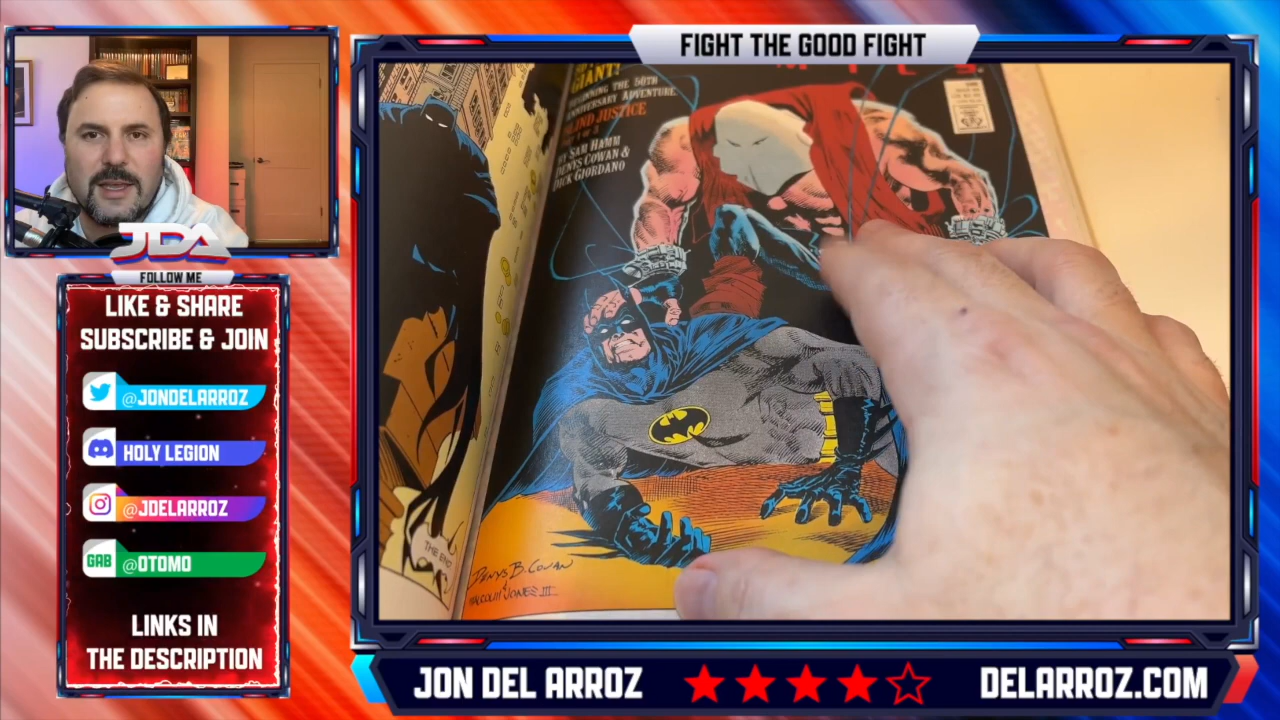 FIGHT THE GOOD FIGHT
GIANT!
THE 50TH
ANNIVERSARY ADVENTURE
JUSTICE
BY SAM HAMM
DENYS COWAN &
DICK GIORDANO
THE END
DENYS B. COWAN
&
MALCOLM JONES III
JDA
FOLLOW ME
LIKE & SHARE
SUBSCRIBE & JOIN
@JONDELARROZ
HOLY LEGION
@JDELARROZ
GAB @OTOMO
LINKS IN
THE DESCRIPTION
JON DEL ARROZ
DELARROZ.COM